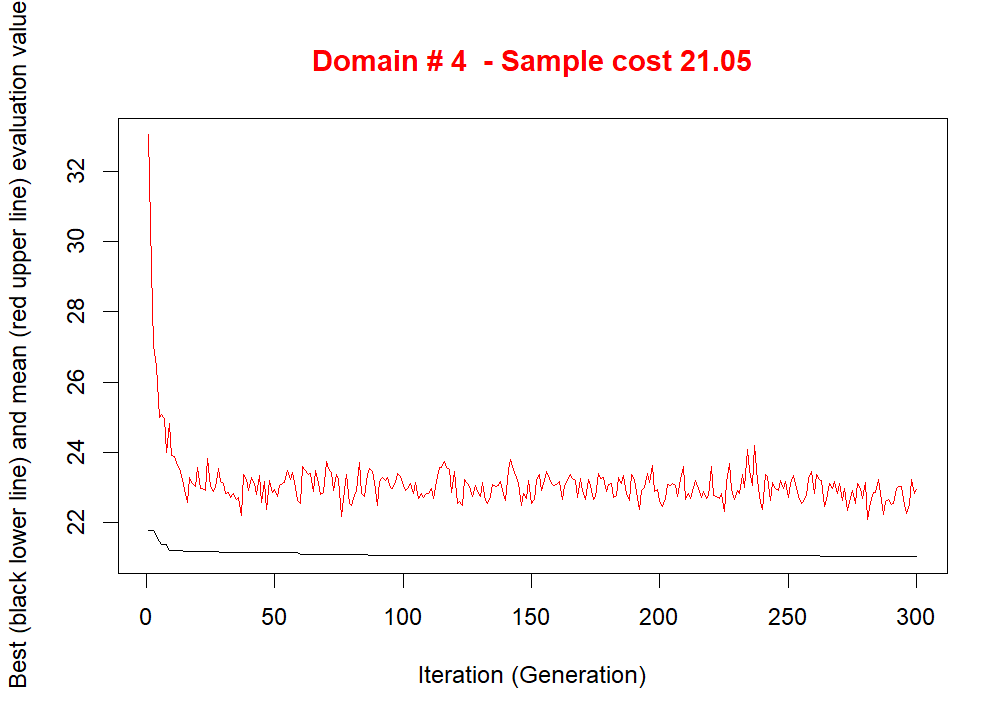 Domain # 4  - Sample cost 21.05
Best (black lower line) and mean (red upper line) evaluation value
32
30
28
26
24
22
0 50 100 150 200 250 300
Iteration (Generation)